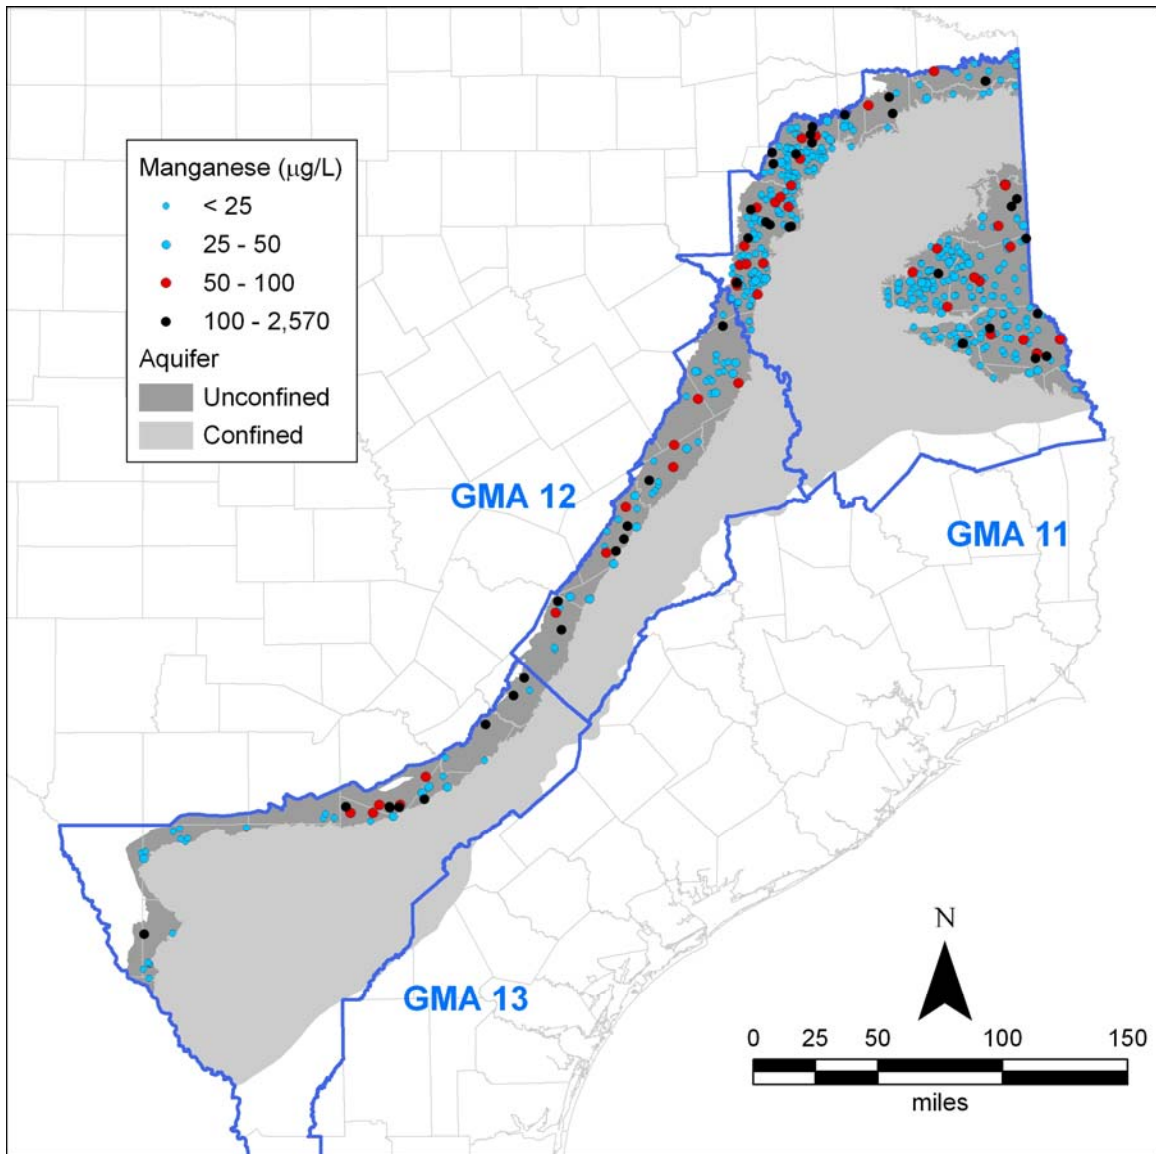 Manganese (µg/L)
< 25
25 - 50
50 - 100
100 - 2,570
Aquifer
Unconfined
Confined
GMA 12
GMA 11
GMA 13
N
0 25 50 100 150
miles